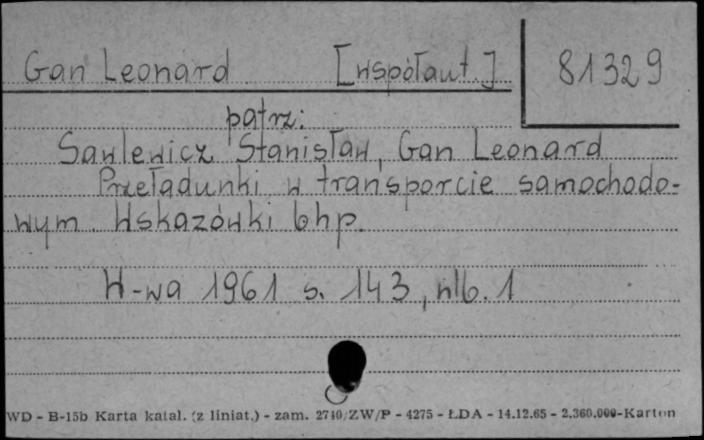 Gan Leonard [współaut.] 81329
patrz:
Sawlewicz Stanisław, Gan Leonard
Przeładunki w transporcie samochodo-
wym. Wskazówki bhp.
W-wa 1961 s. 143, nlb. 1
WD - B-15b Karta katal. (z liniat.) - zam. 2710/ZW/P - 4275 - ŁDA - 14.12.65 - 2.360.000-Karton